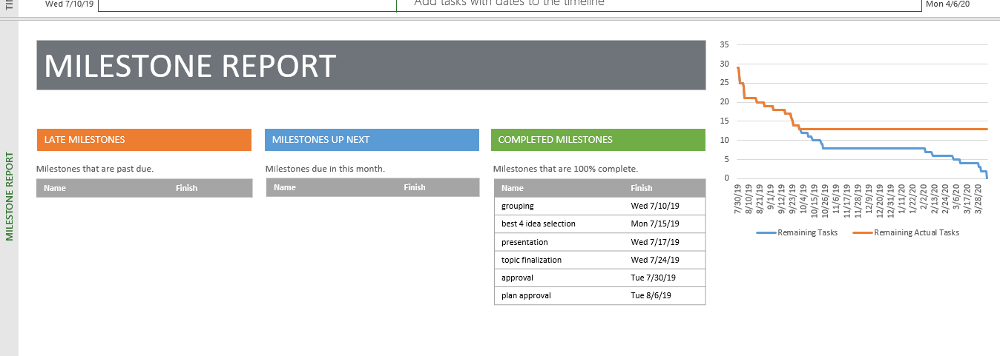 TI
Wed 7/10/19
Add tasks with dates to the timeline
Mon 4/6/20
MILESTONE REPORT
MILESTONE REPORT
LATE MILESTONES
Milestones that are past due.
Name Finish
MILESTONES UP NEXT
Milestones due in this month.
Name Finish
COMPLETED MILESTONES
Milestones that are 100% complete.
Name Finish
grouping Wed 7/10/19
best 4 idea selection Mon 7/15/19
presentation Wed 7/17/19
topic finalization Wed 7/24/19
approval Tue 7/30/19
plan approval Tue 8/6/19
35
30
25
20
15
10
5
0
7/30/19
8/10/19
8/21/19
9/1/19
9/12/19
9/23/19
10/4/19
10/15/19
10/26/19
11/6/19
11/17/19
11/28/19
12/9/19
12/20/19
12/31/19
1/11/20
1/22/20
2/2/20
2/13/20
2/24/20
3/6/20
3/17/20
3/28/20
Remaining Tasks Remaining Actual Tasks